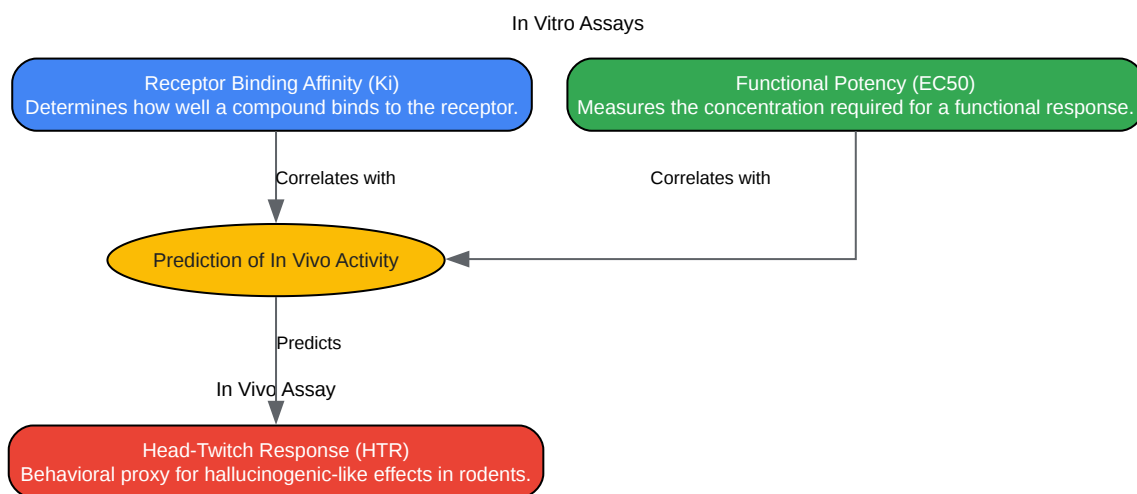 In Vitro Assays
Receptor Binding Affinity (Ki)
Determines how well a compound binds to the receptor.
Functional Potency (EC50)
Measures the concentration required for a functional response.
Correlates with
Correlates with
Prediction of In Vivo Activity
Predicts
In Vivo Assay
Head-Twitch Response (HTR)
Behavioral proxy for hallucinogenic-like effects in rodents.